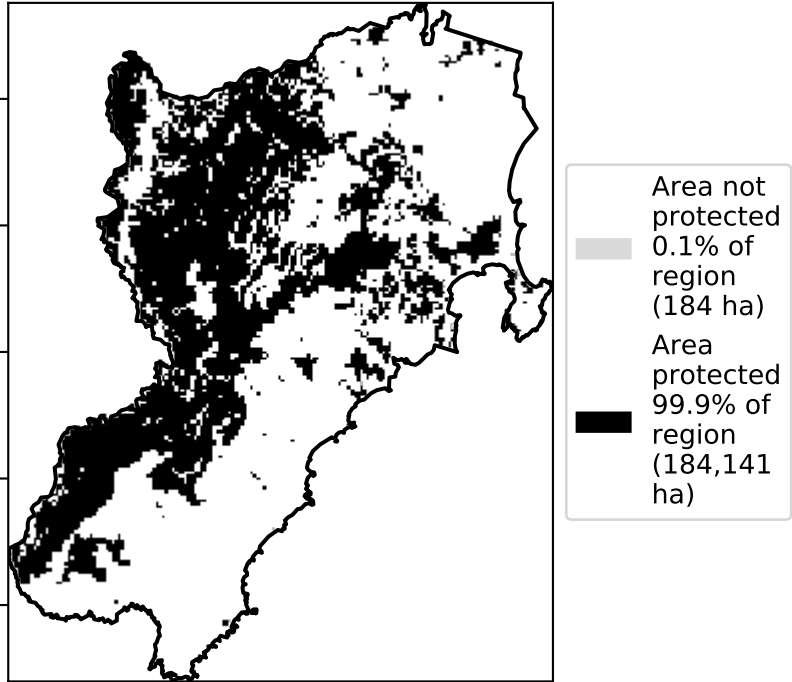 Area not
protected
0.1% of
region
(184 ha)
Area
protected
99.9% of
region
(184,141
ha)